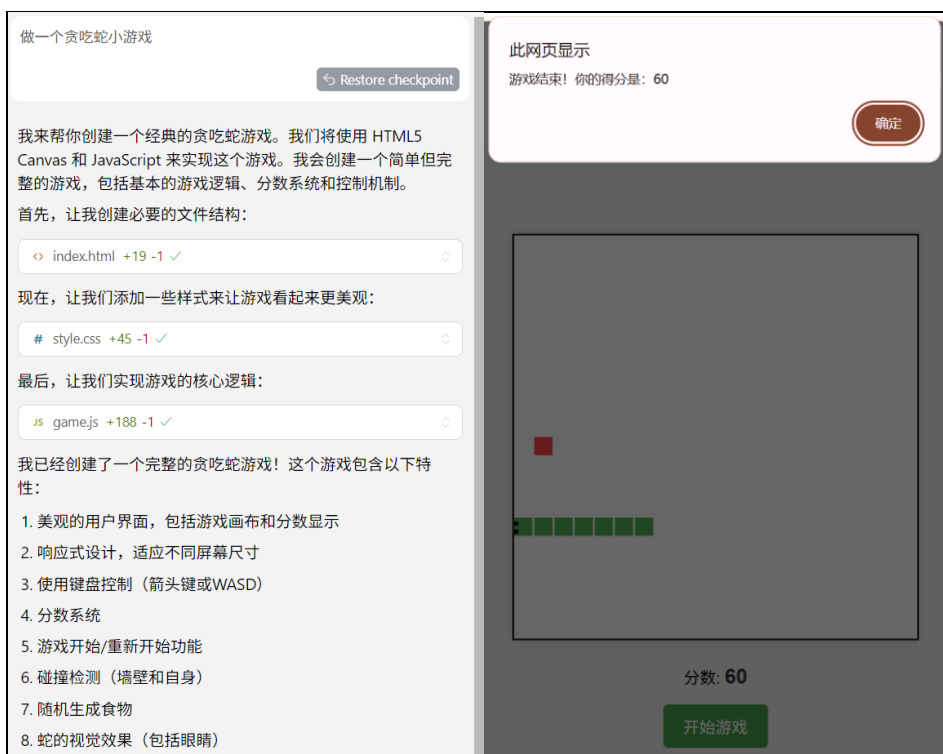 做一个贪吃蛇小游戏
Restore checkpoint
我来帮你创建一个经典的贪吃蛇游戏。我们将使用 HTML5
Canvas 和 JavaScript 来实现这个游戏。我会创建一个简单但完
整的游戏，包括基本的游戏逻辑、分数系统和控制机制。
首先，让我创建必要的文件结构：
<> index.html +19 -1
现在，让我们添加一些样式来让游戏看起来更美观：
# style.css +45 -1
最后，让我们实现游戏的核心逻辑：
JS game.js +188 -1
我已经创建了一个完整的贪吃蛇游戏！这个游戏包含以下特
性：
1. 美观的用户界面，包括游戏画布和分数显示
2. 响应式设计，适应不同屏幕尺寸
3. 使用键盘控制（箭头键或WASD）
4. 分数系统
5. 游戏开始/重新开始功能
6. 碰撞检测（墙壁和自身）
7. 随机生成食物
8. 蛇的视觉效果（包括眼睛）
此网页显示
游戏结束！你的得分是：60
确定
分数: 60
开始游戏